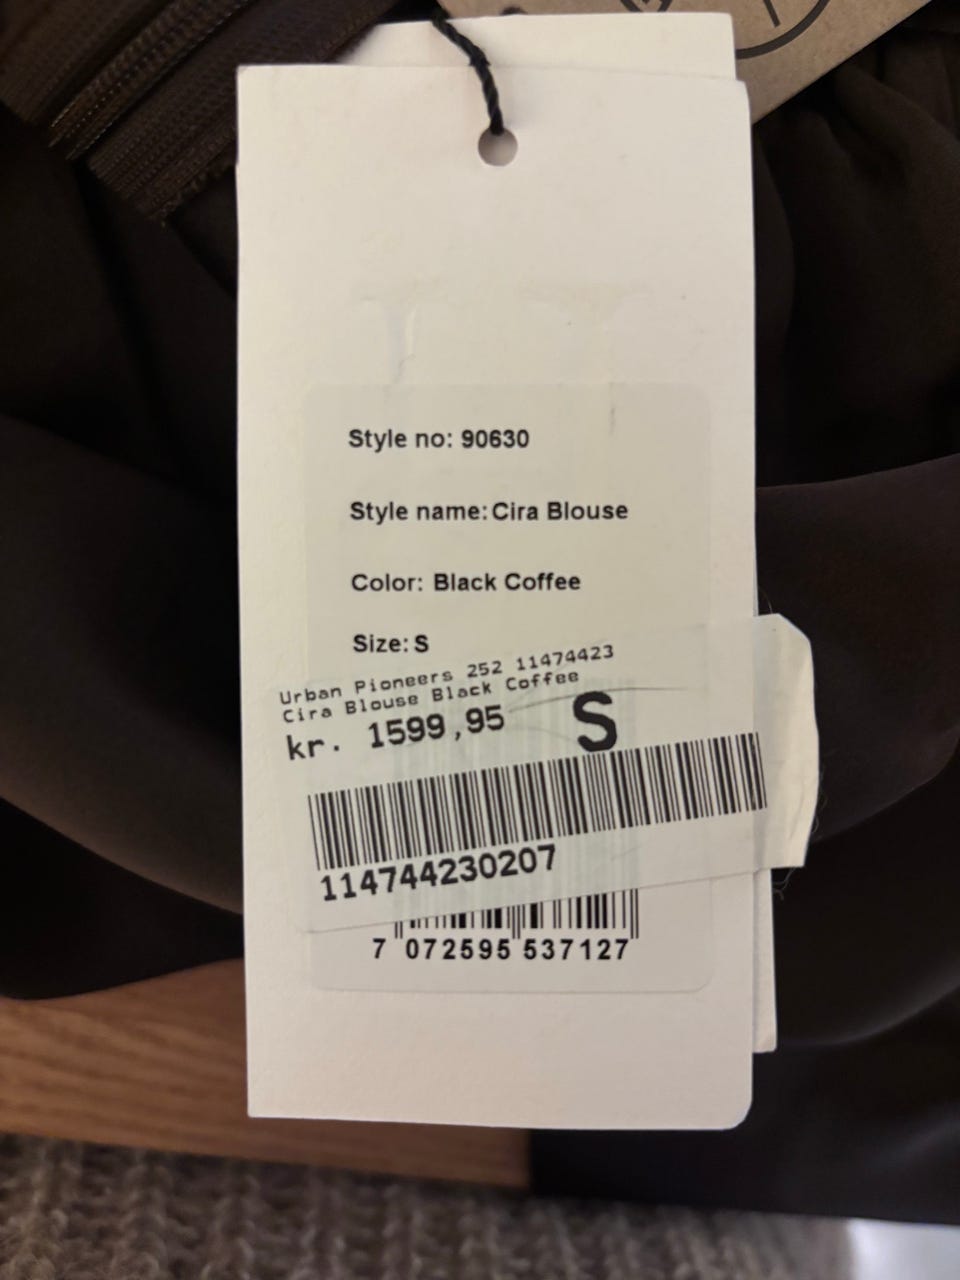 Style no: 90630
Style name: Cira Blouse
Color: Black Coffee
Size: S
Urban Pioneers 252 11474423
Cira Blouse Black Coffee
kr. 1599,95 S
114744230207
7 072595 537127